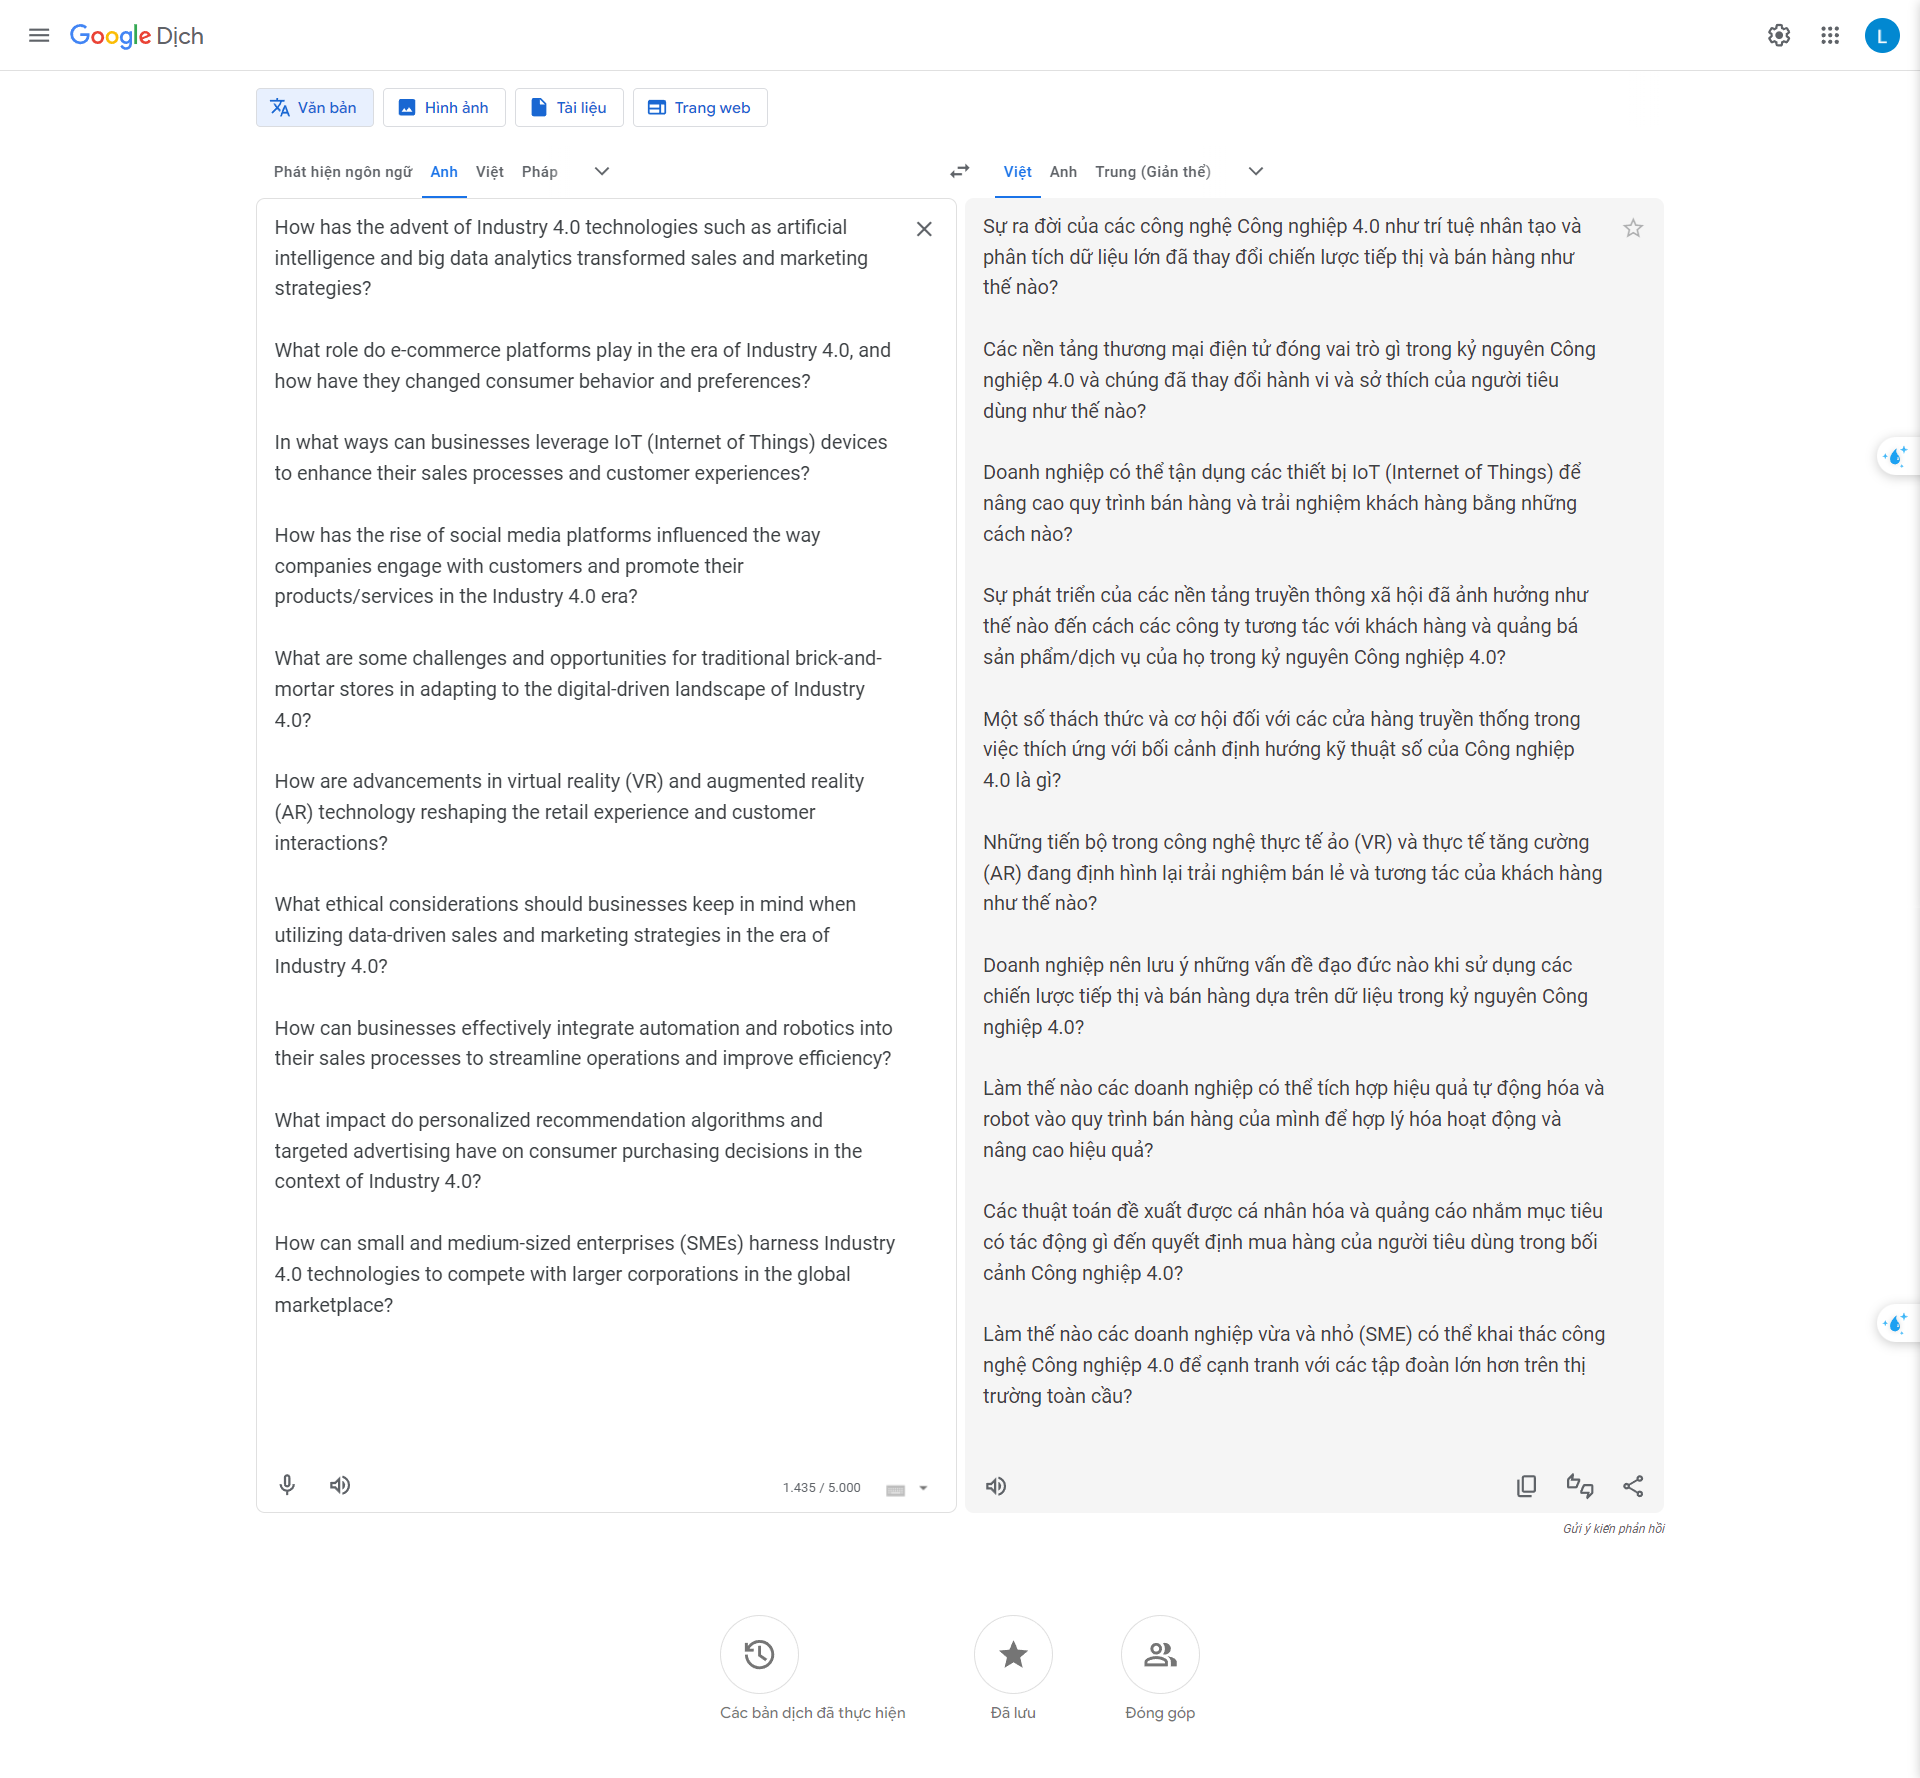 Google Dịch
L
Văn bản
Hình ảnh
Tài liệu
Trang web
Phát hiện ngôn ngữ
Anh
Việt
Pháp
Việt
Anh
Trung (Giản thể)
How has the advent of Industry 4.0 technologies such as artificial
intelligence and big data analytics transformed sales and marketing
strategies?
What role do e-commerce platforms play in the era of Industry 4.0, and
how have they changed consumer behavior and preferences?
In what ways can businesses leverage IoT (Internet of Things) devices
to enhance their sales processes and customer experiences?
How has the rise of social media platforms influenced the way
companies engage with customers and promote their
products/services in the Industry 4.0 era?
What are some challenges and opportunities for traditional brick-and-
mortar stores in adapting to the digital-driven landscape of Industry
4.0?
How are advancements in virtual reality (VR) and augmented reality
(AR) technology reshaping the retail experience and customer
interactions?
What ethical considerations should businesses keep in mind when
utilizing data-driven sales and marketing strategies in the era of
Industry 4.0?
How can businesses effectively integrate automation and robotics into
their sales processes to streamline operations and improve efficiency?
What impact do personalized recommendation algorithms and
targeted advertising have on consumer purchasing decisions in the
context of Industry 4.0?
How can small and medium-sized enterprises (SMEs) harness Industry
4.0 technologies to compete with larger corporations in the global
marketplace?
1.435 / 5.000
Sự ra đời của các công nghệ Công nghiệp 4.0 như trí tuệ nhân tạo và
phân tích dữ liệu lớn đã thay đổi chiến lược tiếp thị và bán hàng như
thế nào?
Các nền tảng thương mại điện tử đóng vai trò gì trong kỷ nguyên Công
nghiệp 4.0 và chúng đã thay đổi hành vi và sở thích của người tiêu
dùng như thế nào?
Doanh nghiệp có thể tận dụng các thiết bị IoT (Internet of Things) để
nâng cao quy trình bán hàng và trải nghiệm khách hàng bằng những
cách nào?
Sự phát triển của các nền tảng truyền thông xã hội đã ảnh hưởng như
thế nào đến cách các công ty tương tác với khách hàng và quảng bá
sản phẩm/dịch vụ của họ trong kỷ nguyên Công nghiệp 4.0?
Một số thách thức và cơ hội đối với các cửa hàng truyền thống trong
việc thích ứng với bối cảnh định hướng kỹ thuật số của Công nghiệp
4.0 là gì?
Những tiến bộ trong công nghệ thực tế ảo (VR) và thực tế tăng cường
(AR) đang định hình lại trải nghiệm bán lẻ và tương tác của khách hàng
như thế nào?
Doanh nghiệp nên lưu ý những vấn đề đạo đức nào khi sử dụng các
chiến lược tiếp thị và bán hàng dựa trên dữ liệu trong kỷ nguyên Công
nghiệp 4.0?
Làm thế nào các doanh nghiệp có thể tích hợp hiệu quả tự động hóa và
robot vào quy trình bán hàng của mình để hợp lý hóa hoạt động và
nâng cao hiệu quả?
Các thuật toán đề xuất được cá nhân hóa và quảng cáo nhắm mục tiêu
có tác động gì đến quyết định mua hàng của người tiêu dùng trong bối
cảnh Công nghiệp 4.0?
Làm thế nào các doanh nghiệp vừa và nhỏ (SME) có thể khai thác công
nghệ Công nghiệp 4.0 để cạnh tranh với các tập đoàn lớn hơn trên thị
trường toàn cầu?
Gửi ý kiến phản hồi
Các bản dịch đã thực hiện
Đã lưu
Đóng góp